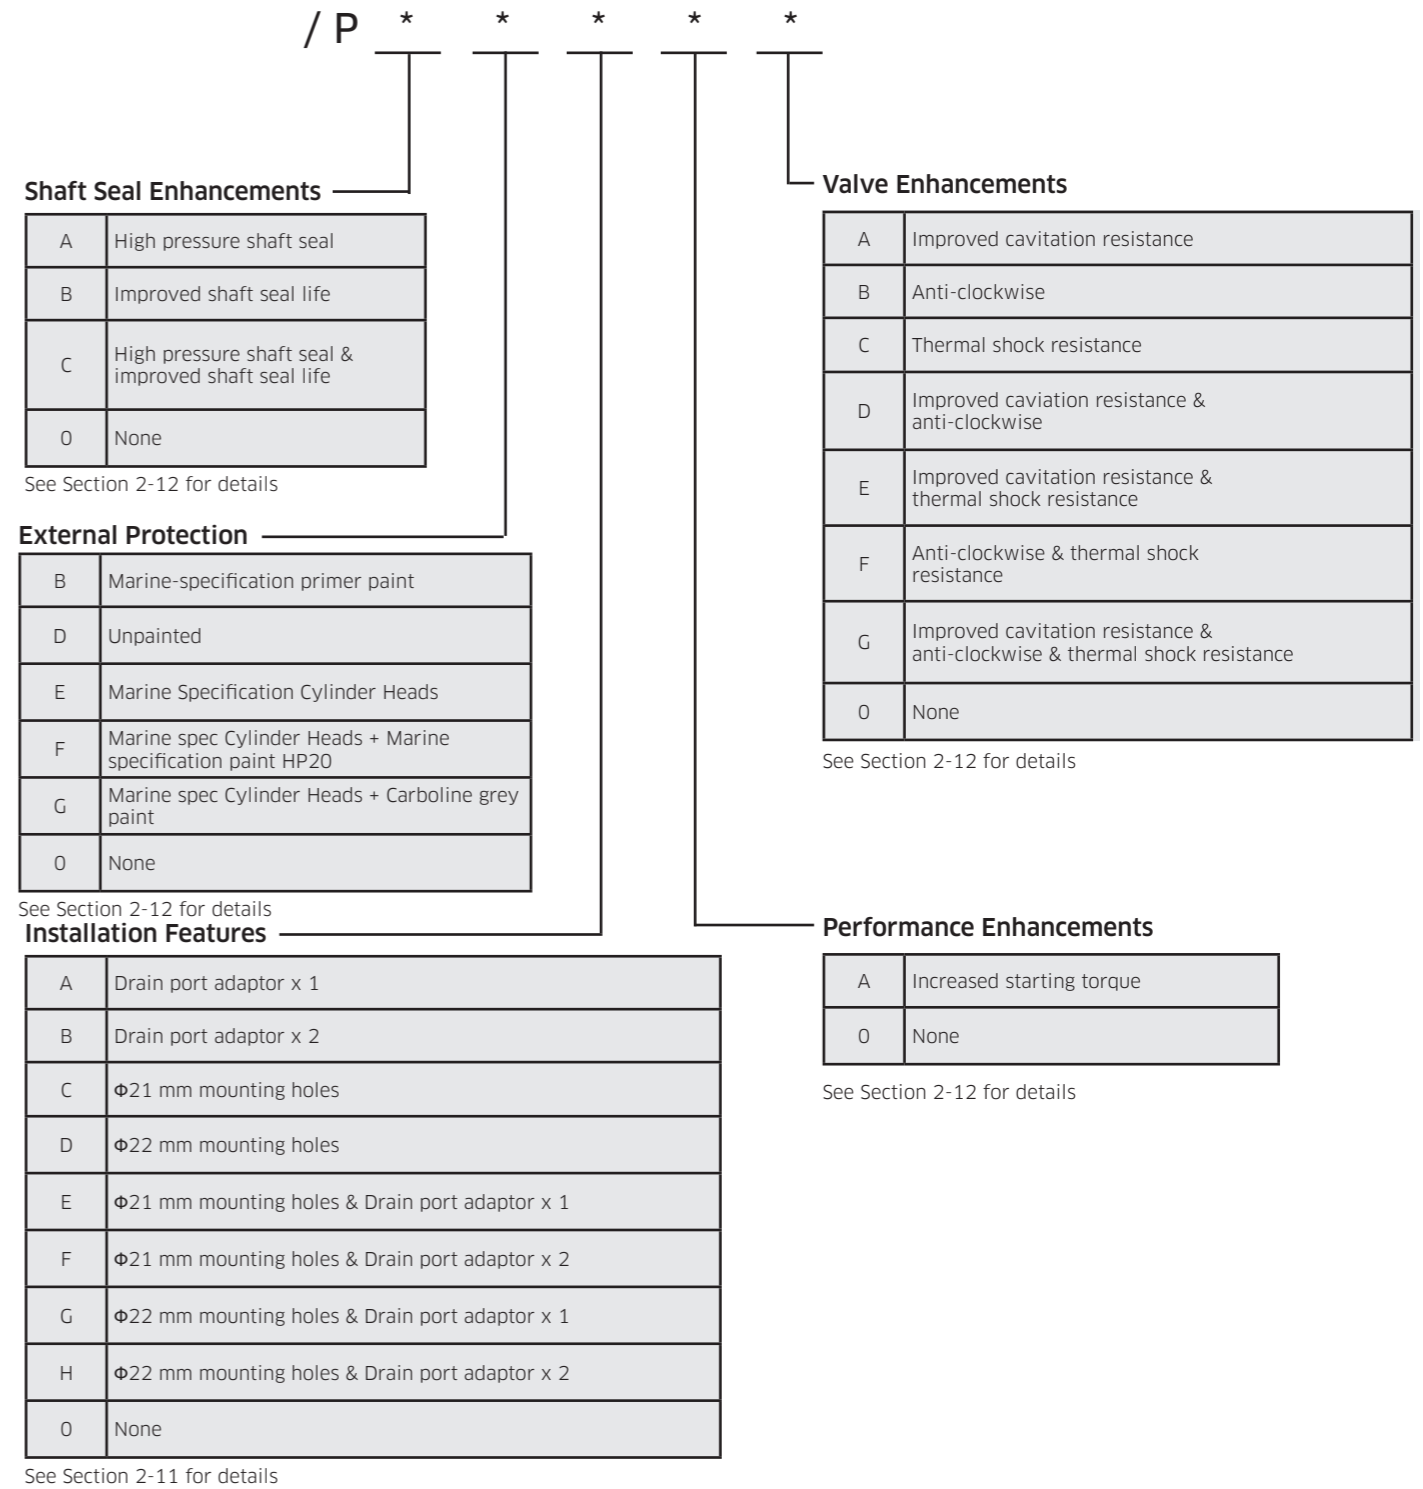 / P * * * * *
Shaft Seal Enhancements
A High pressure shaft seal
B Improved shaft seal life
C High pressure shaft seal &
improved shaft seal life
0 None
See Section 2-12 for details
External Protection
B Marine-specification primer paint
D Unpainted
E Marine Specification Cylinder Heads
F Marine spec Cylinder Heads + Marine
specification paint HP20
G Marine spec Cylinder Heads + Carboline grey
paint
0 None
See Section 2-12 for details
Installation Features
A Drain port adaptor x 1
B Drain port adaptor x 2
C Φ21 mm mounting holes
D Φ22 mm mounting holes
E Φ21 mm mounting holes & Drain port adaptor x 1
F Φ21 mm mounting holes & Drain port adaptor x 2
G Φ22 mm mounting holes & Drain port adaptor x 1
H Φ22 mm mounting holes & Drain port adaptor x 2
0 None
See Section 2-11 for details
Valve Enhancements
A Improved cavitation resistance
B Anti-clockwise
C Thermal shock resistance
D Improved caviation resistance &
anti-clockwise
E Improved cavitation resistance &
thermal shock resistance
F Anti-clockwise & thermal shock
resistance
G Improved cavitation resistance &
anti-clockwise & thermal shock resistance
0 None
See Section 2-12 for details
Performance Enhancements
A Increased starting torque
0 None
See Section 2-12 for details